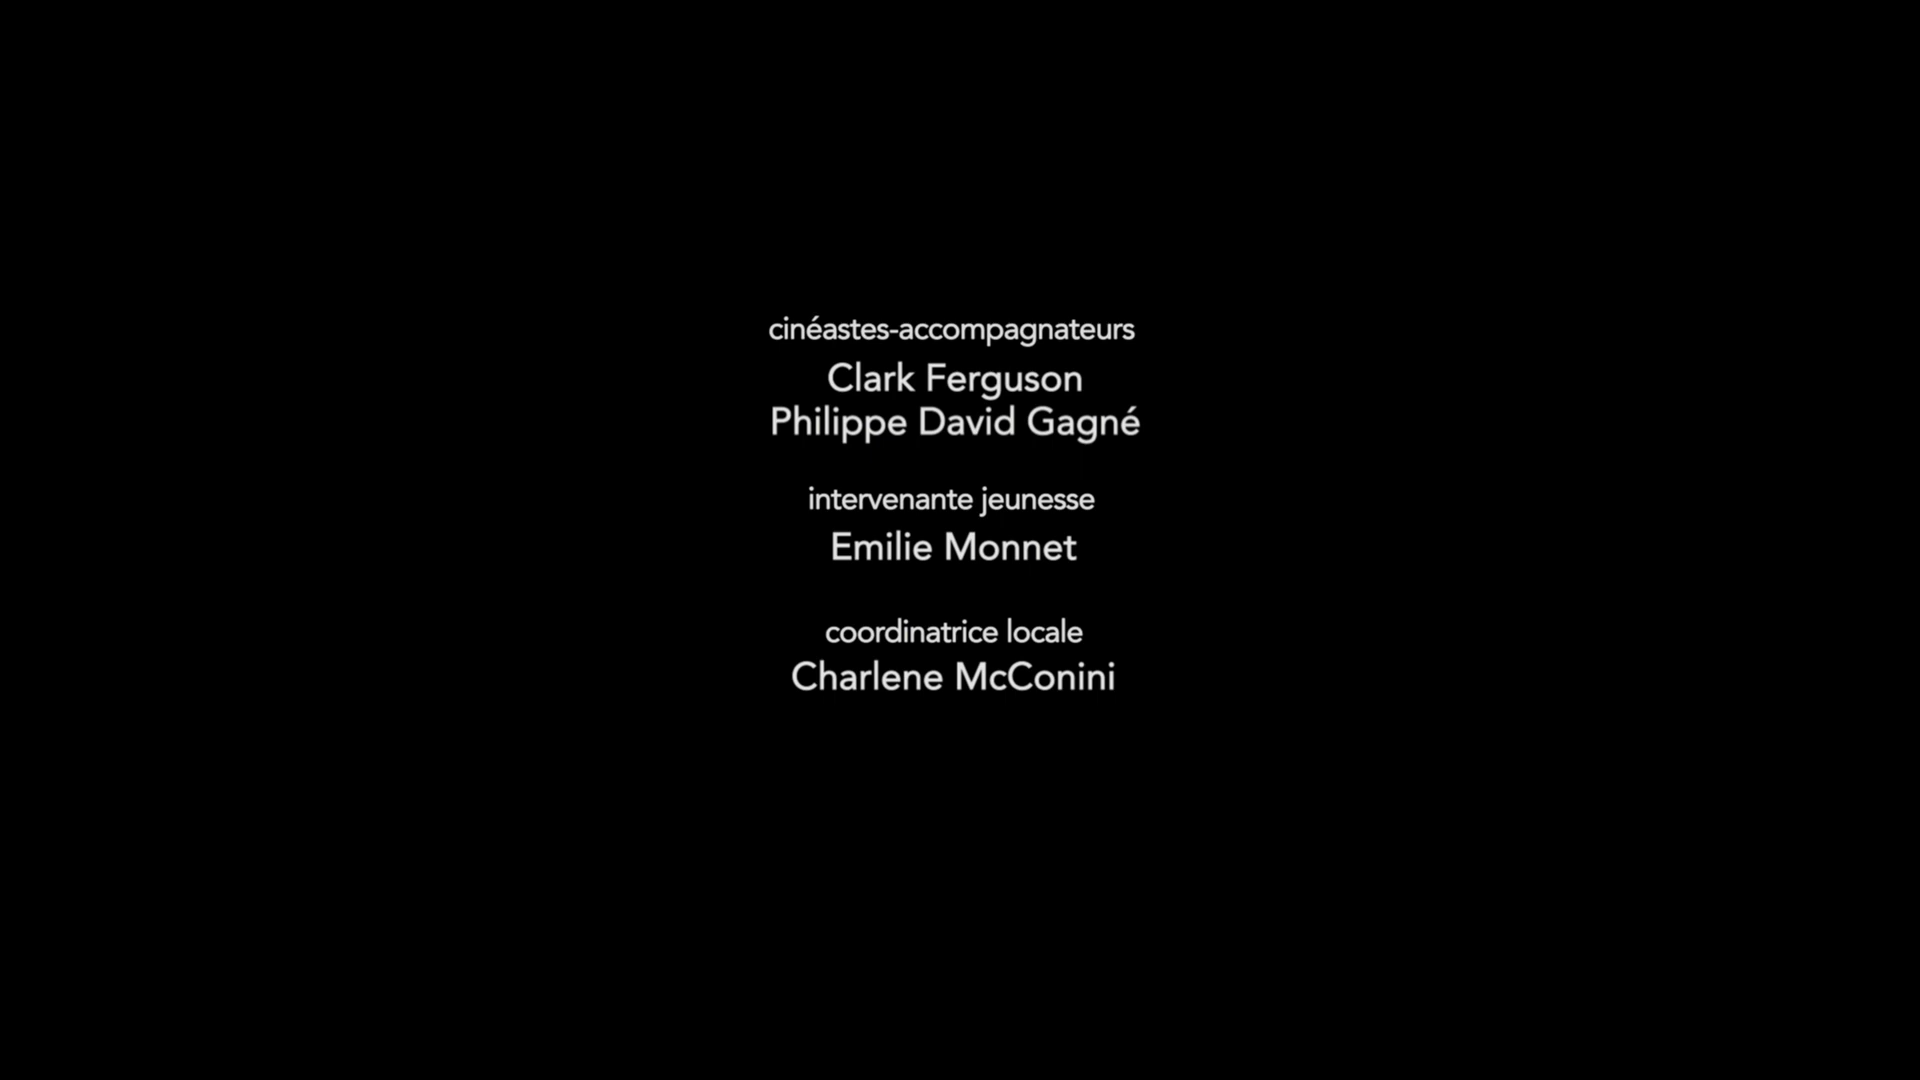 cinéastes-accompagnateurs
Clark Ferguson
Philippe David Gagné
intervenante jeunesse
Emilie Monnet
coordinatrice locale
Charlene McConini